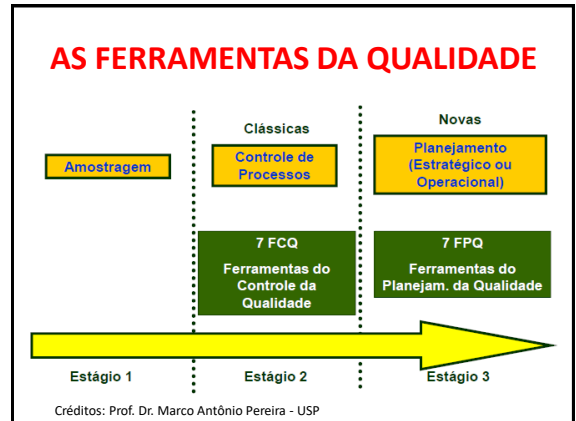 AS FERRAMENTAS DA QUALIDADE
Clássicas
Novas
Amostragem
Controle de
Processos
Planejamento
(Estratégico ou
Operacional)
7 FCQ
Ferramentas do
Controle da
Qualidade
7 FPQ
Ferramentas do
Planejam. da Qualidade
Estágio 1
Estágio 2
Estágio 3
Créditos: Prof. Dr. Marco Antônio Pereira - USP